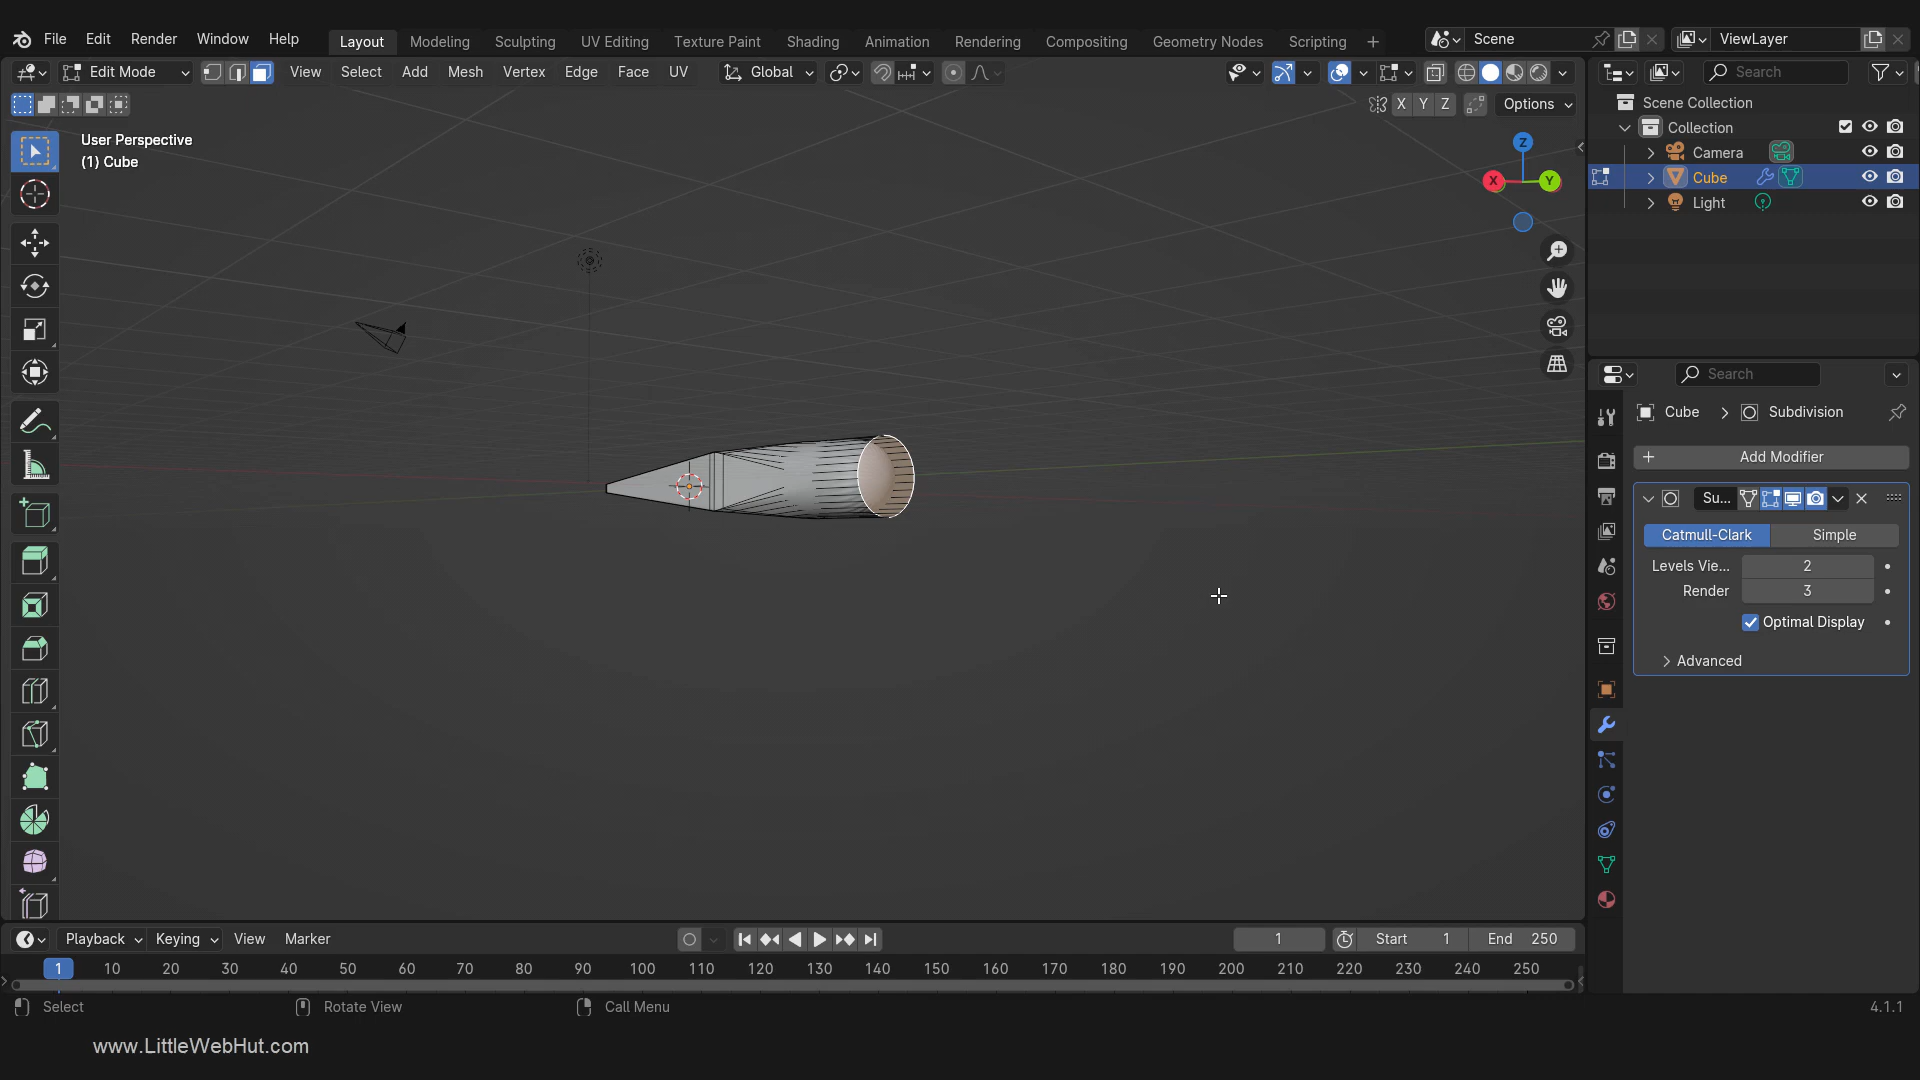 File Edit Render Window Help Layout Modeling Sculpting UV Editing Texture Paint Shading Animation Rendering Compositing Geometry Nodes Scripting + Scene ViewLayer
Edit Mode View Select Add Mesh Vertex Edge Face UV Global Search
X Y Z Options
User Perspective
(1) Cube
Z
X Y
Scene Collection
Collection
Camera
Cube
Light
Search
Cube > Subdivision
+ Add Modifier
Su...
Catmull-Clark Simple
Levels Vie... 2
Render 3
Optimal Display
Advanced
Playback Keying View Marker 1 Start 1 End 250
1 10 20 30 40 50 60 70 80 90 100 110 120 130 140 150 160 170 180 190 200 210 220 230 240 250
Select Rotate View Call Menu 4.1.1
www.LittleWebHut.com